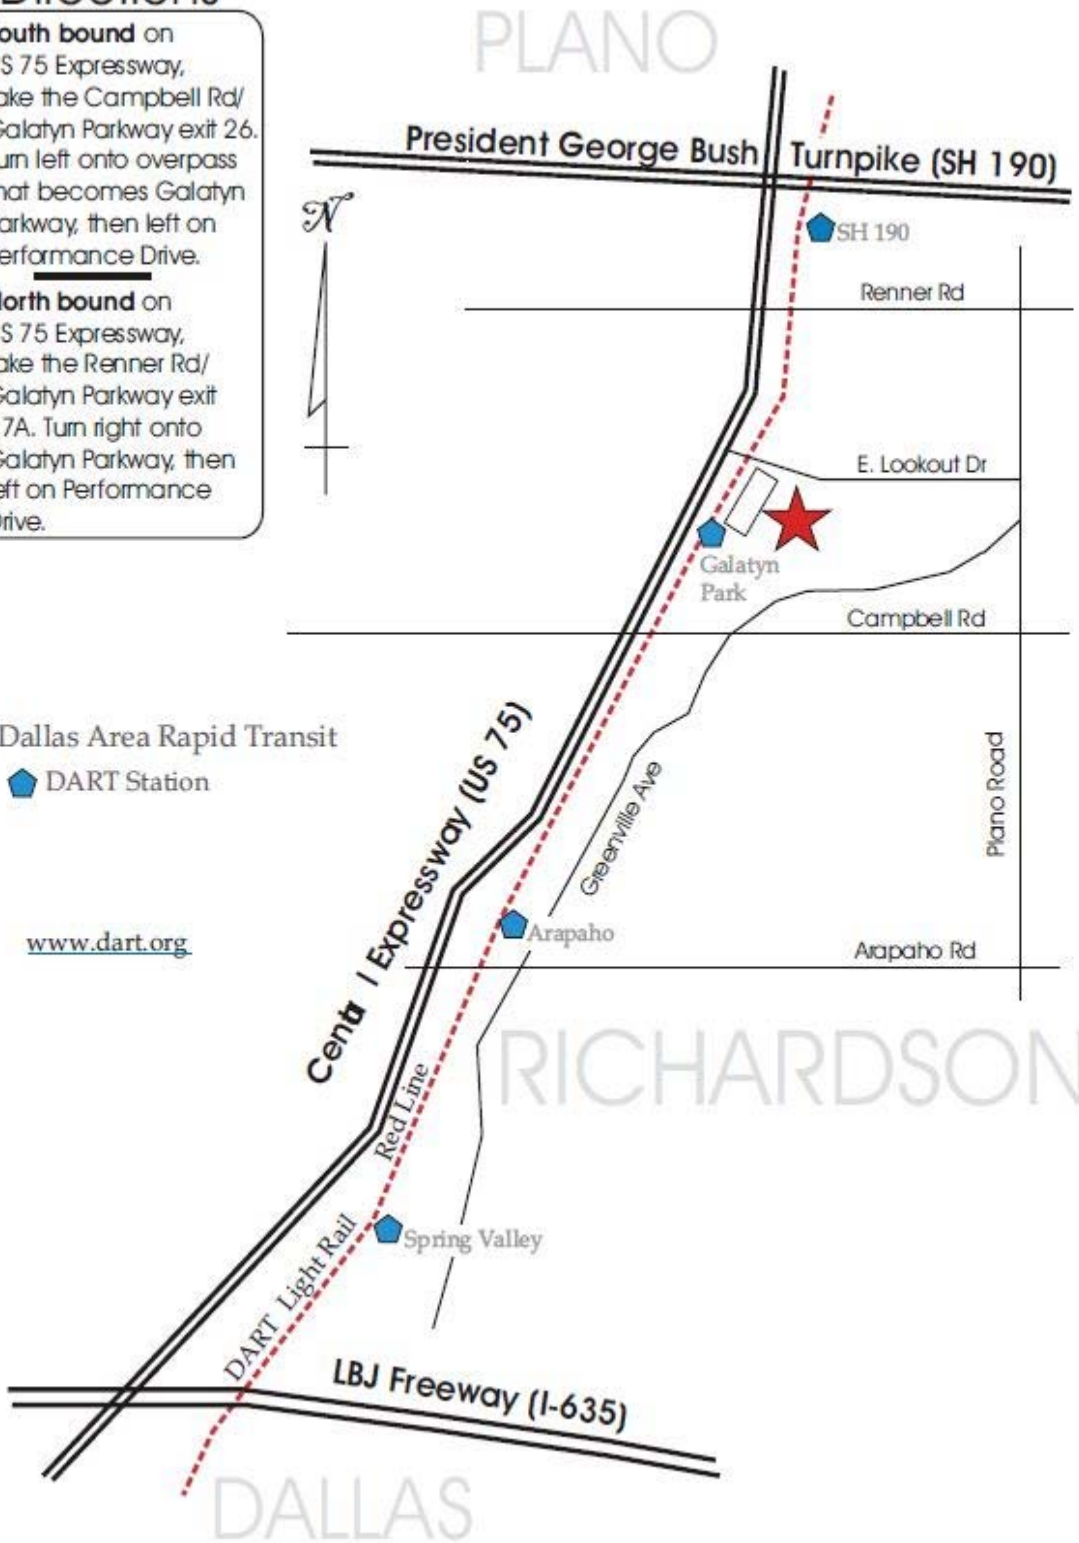 Directions
outh bound on
S 75 Expressway,
ake the Campbell Rd/
Galatyn Parkway exit 26.
urn left onto overpass
hat becomes Galatyn
arkway, then left on
erformance Drive.
North bound on
S 75 Expressway,
ake the Renner Rd/
Galatyn Parkway exit
7A. Turn right onto
Galatyn Parkway, then
eft on Performance
rive.
PLANO
President George Bush Turnpike (SH 190)
N
SH 190
Renner Rd
E. Lookout Dr
Galatyn
Park
Campbell Rd
Dallas Area Rapid Transit
DART Station
Central Expressway (US 75)
Greenville Ave
Plano Road
www.dart.org
Arapaho
Arapaho Rd
RICHARDSON
Red Line
Spring Valley
DART Light Rail
LBJ Freeway (I-635)
DALLAS